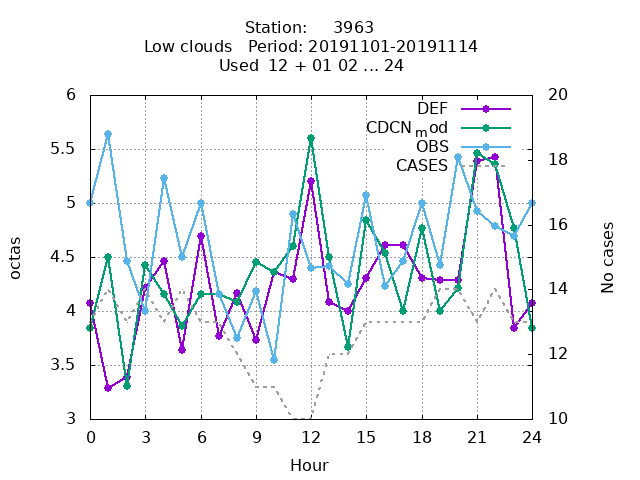 Station: 3963
Low clouds Period: 20191101-20191114
Used 12 + 01 02 ... 24
6
5.5
5
4.5
4
3.5
3
20
18
16
14
12
10
DEF
CDCNmod
OBS
CASES
octas
No cases
0 3 6 9 12 15 18 21 24
Hour